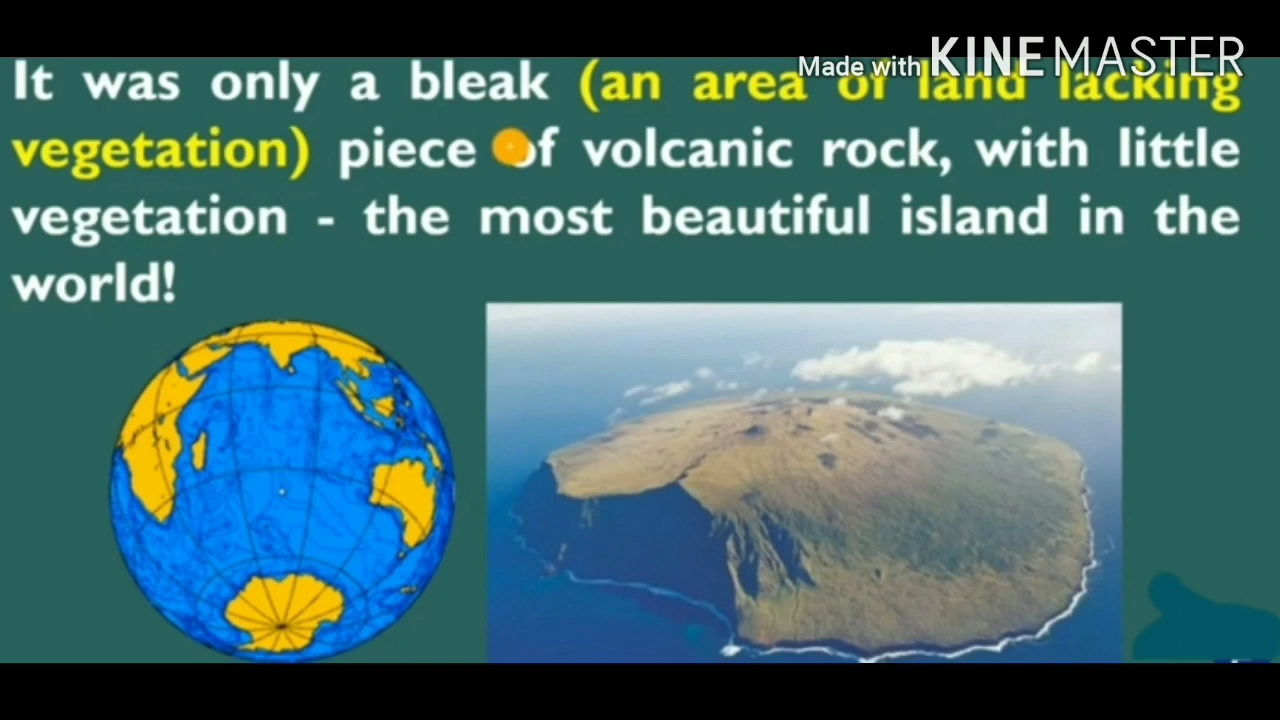 Made with KINEMASTER
It was only a bleak (an area of land lacking
vegetation) piece of volcanic rock, with little
vegetation - the most beautiful island in the
world!